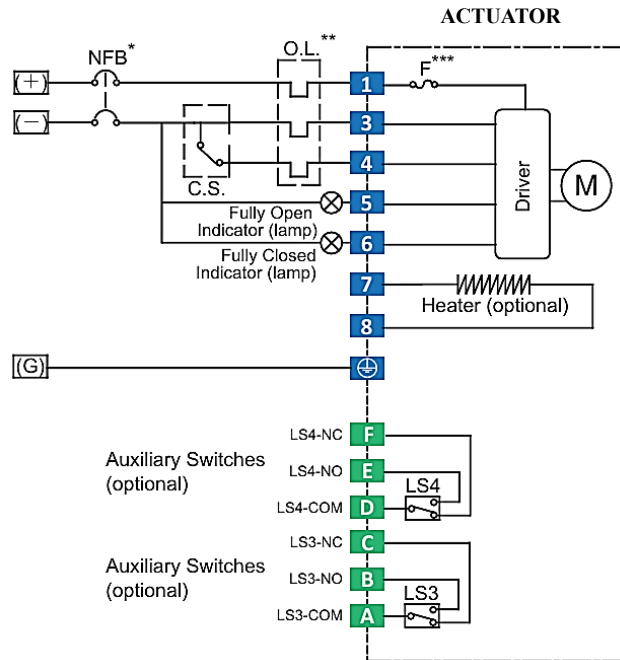 ACTUATOR
NFB*
O.L.**
F***
(+)
1
(−)
3
4
C.S.
5
Fully Open
Indicator (lamp)
6
Fully Closed
Indicator (lamp)
Driver
M
7
Heater (optional)
8
(G)
LS4-NC
F
Auxiliary Switches
(optional)
LS4-NO
E
LS4
LS4-COM
D
LS3-NC
C
Auxiliary Switches
(optional)
LS3-NO
B
LS3
LS3-COM
A